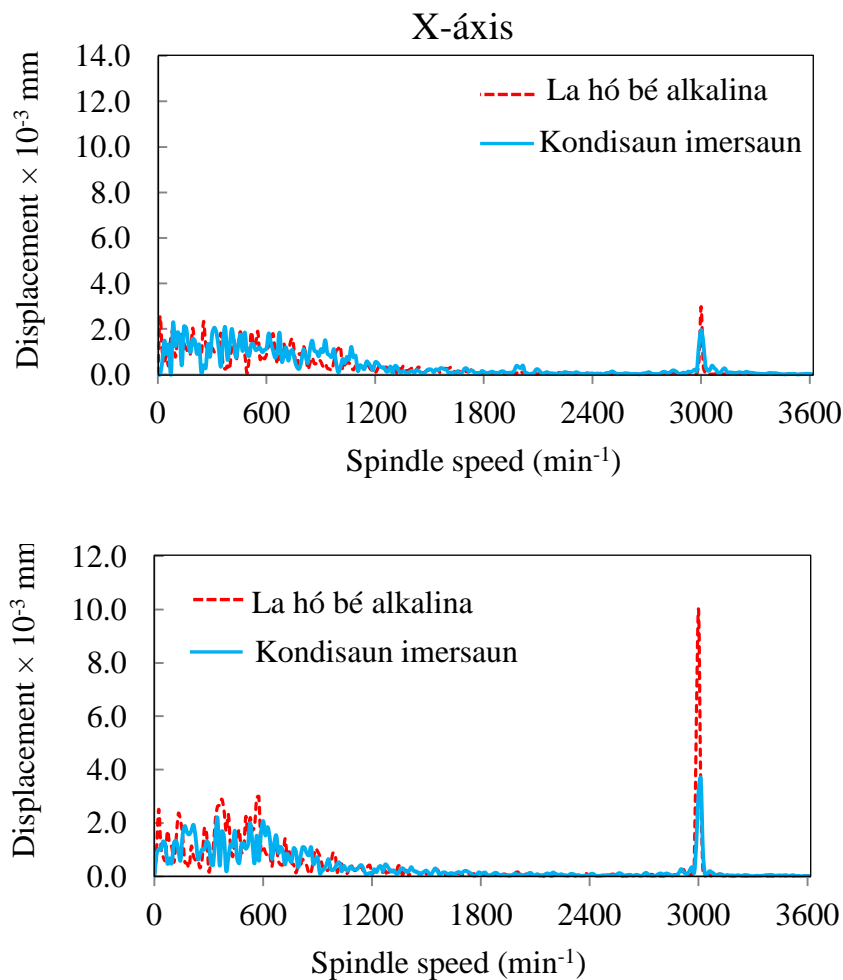 X-áxis
Displacement × 10-3 mm
14.0
12.0
10.0
8.0
6.0
4.0
2.0
0.0
La hó bé alkalina
Kondisaun imersaun
0 600 1200 1800 2400 3000 3600
Spindle speed (min-1)
Displacement × 10-3 mm
12.0
10.0
8.0
6.0
4.0
2.0
0.0
La hó bé alkalina
Kondisaun imersaun
0 600 1200 1800 2400 3000 3600
Spindle speed (min-1)